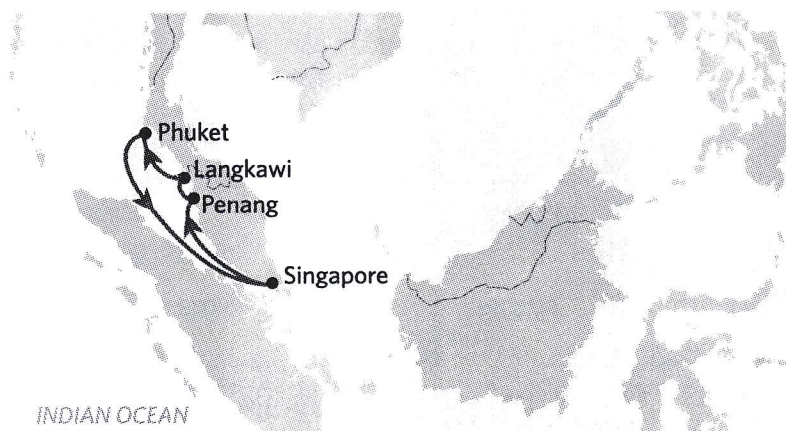 Phuket
Langkawi
Penang
Singapore
INDIAN OCEAN